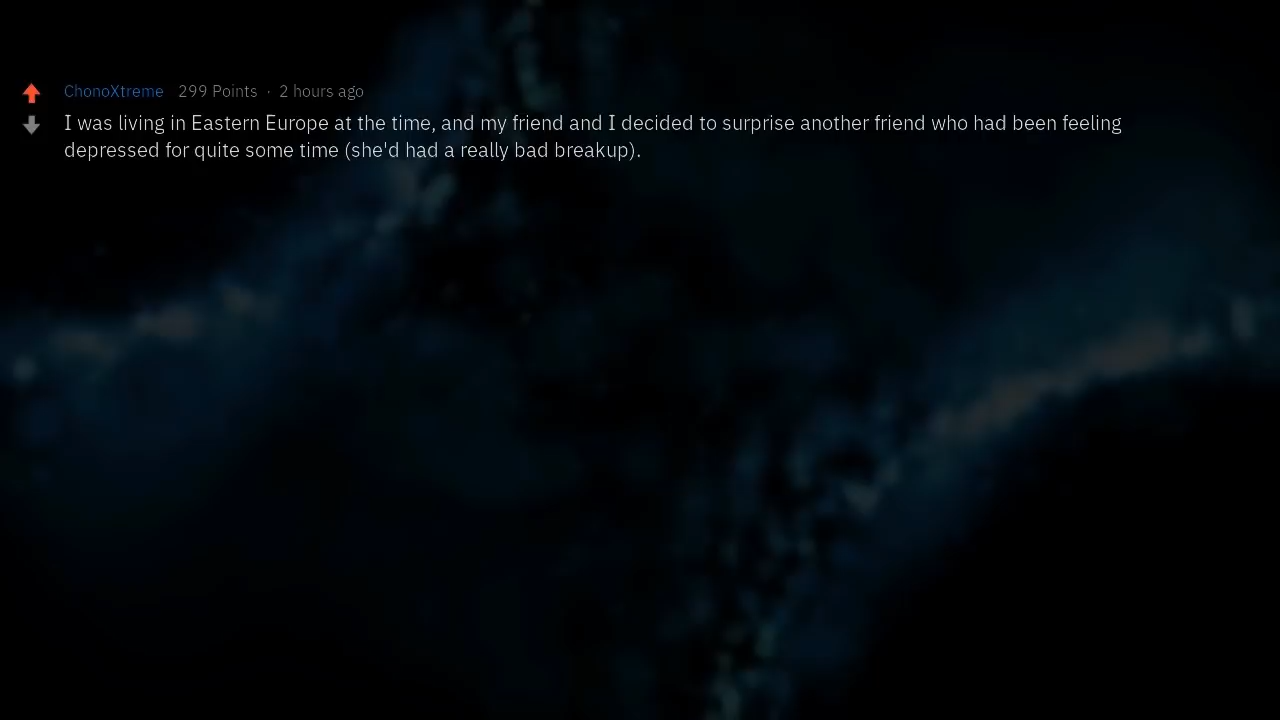 ChonoXtreme 299 Points · 2 hours ago
I was living in Eastern Europe at the time, and my friend and I decided to surprise another friend who had been feeling
depressed for quite some time (she'd had a really bad breakup).